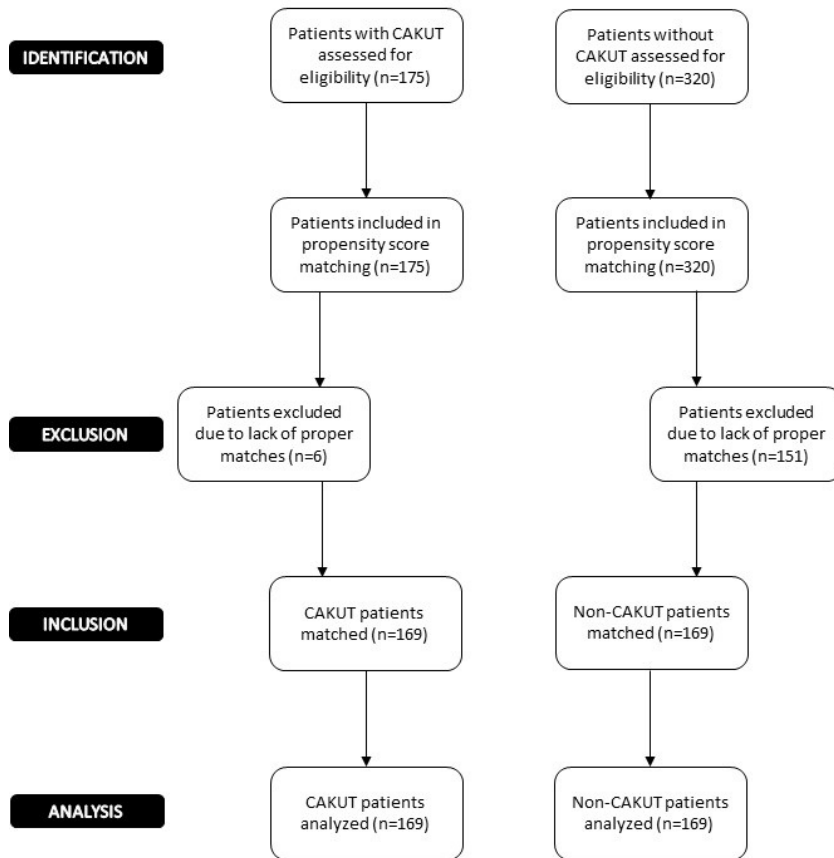 IDENTIFICATION
Patients with CAKUT
assessed for
eligibility (n=175)
Patients without
CAKUT assessed for
eligibility (n=320)
Patients included in
propensity score
matching (n=175)
Patients included in
propensity score
matching (n=320)
EXCLUSION
Patients excluded
due to lack of proper
matches (n=6)
Patients excluded
due to lack of proper
matches (n=151)
INCLUSION
CAKUT patients
matched (n=169)
Non-CAKUT patients
matched (n=169)
ANALYSIS
CAKUT patients
analyzed (n=169)
Non-CAKUT patients
analyzed (n=169)